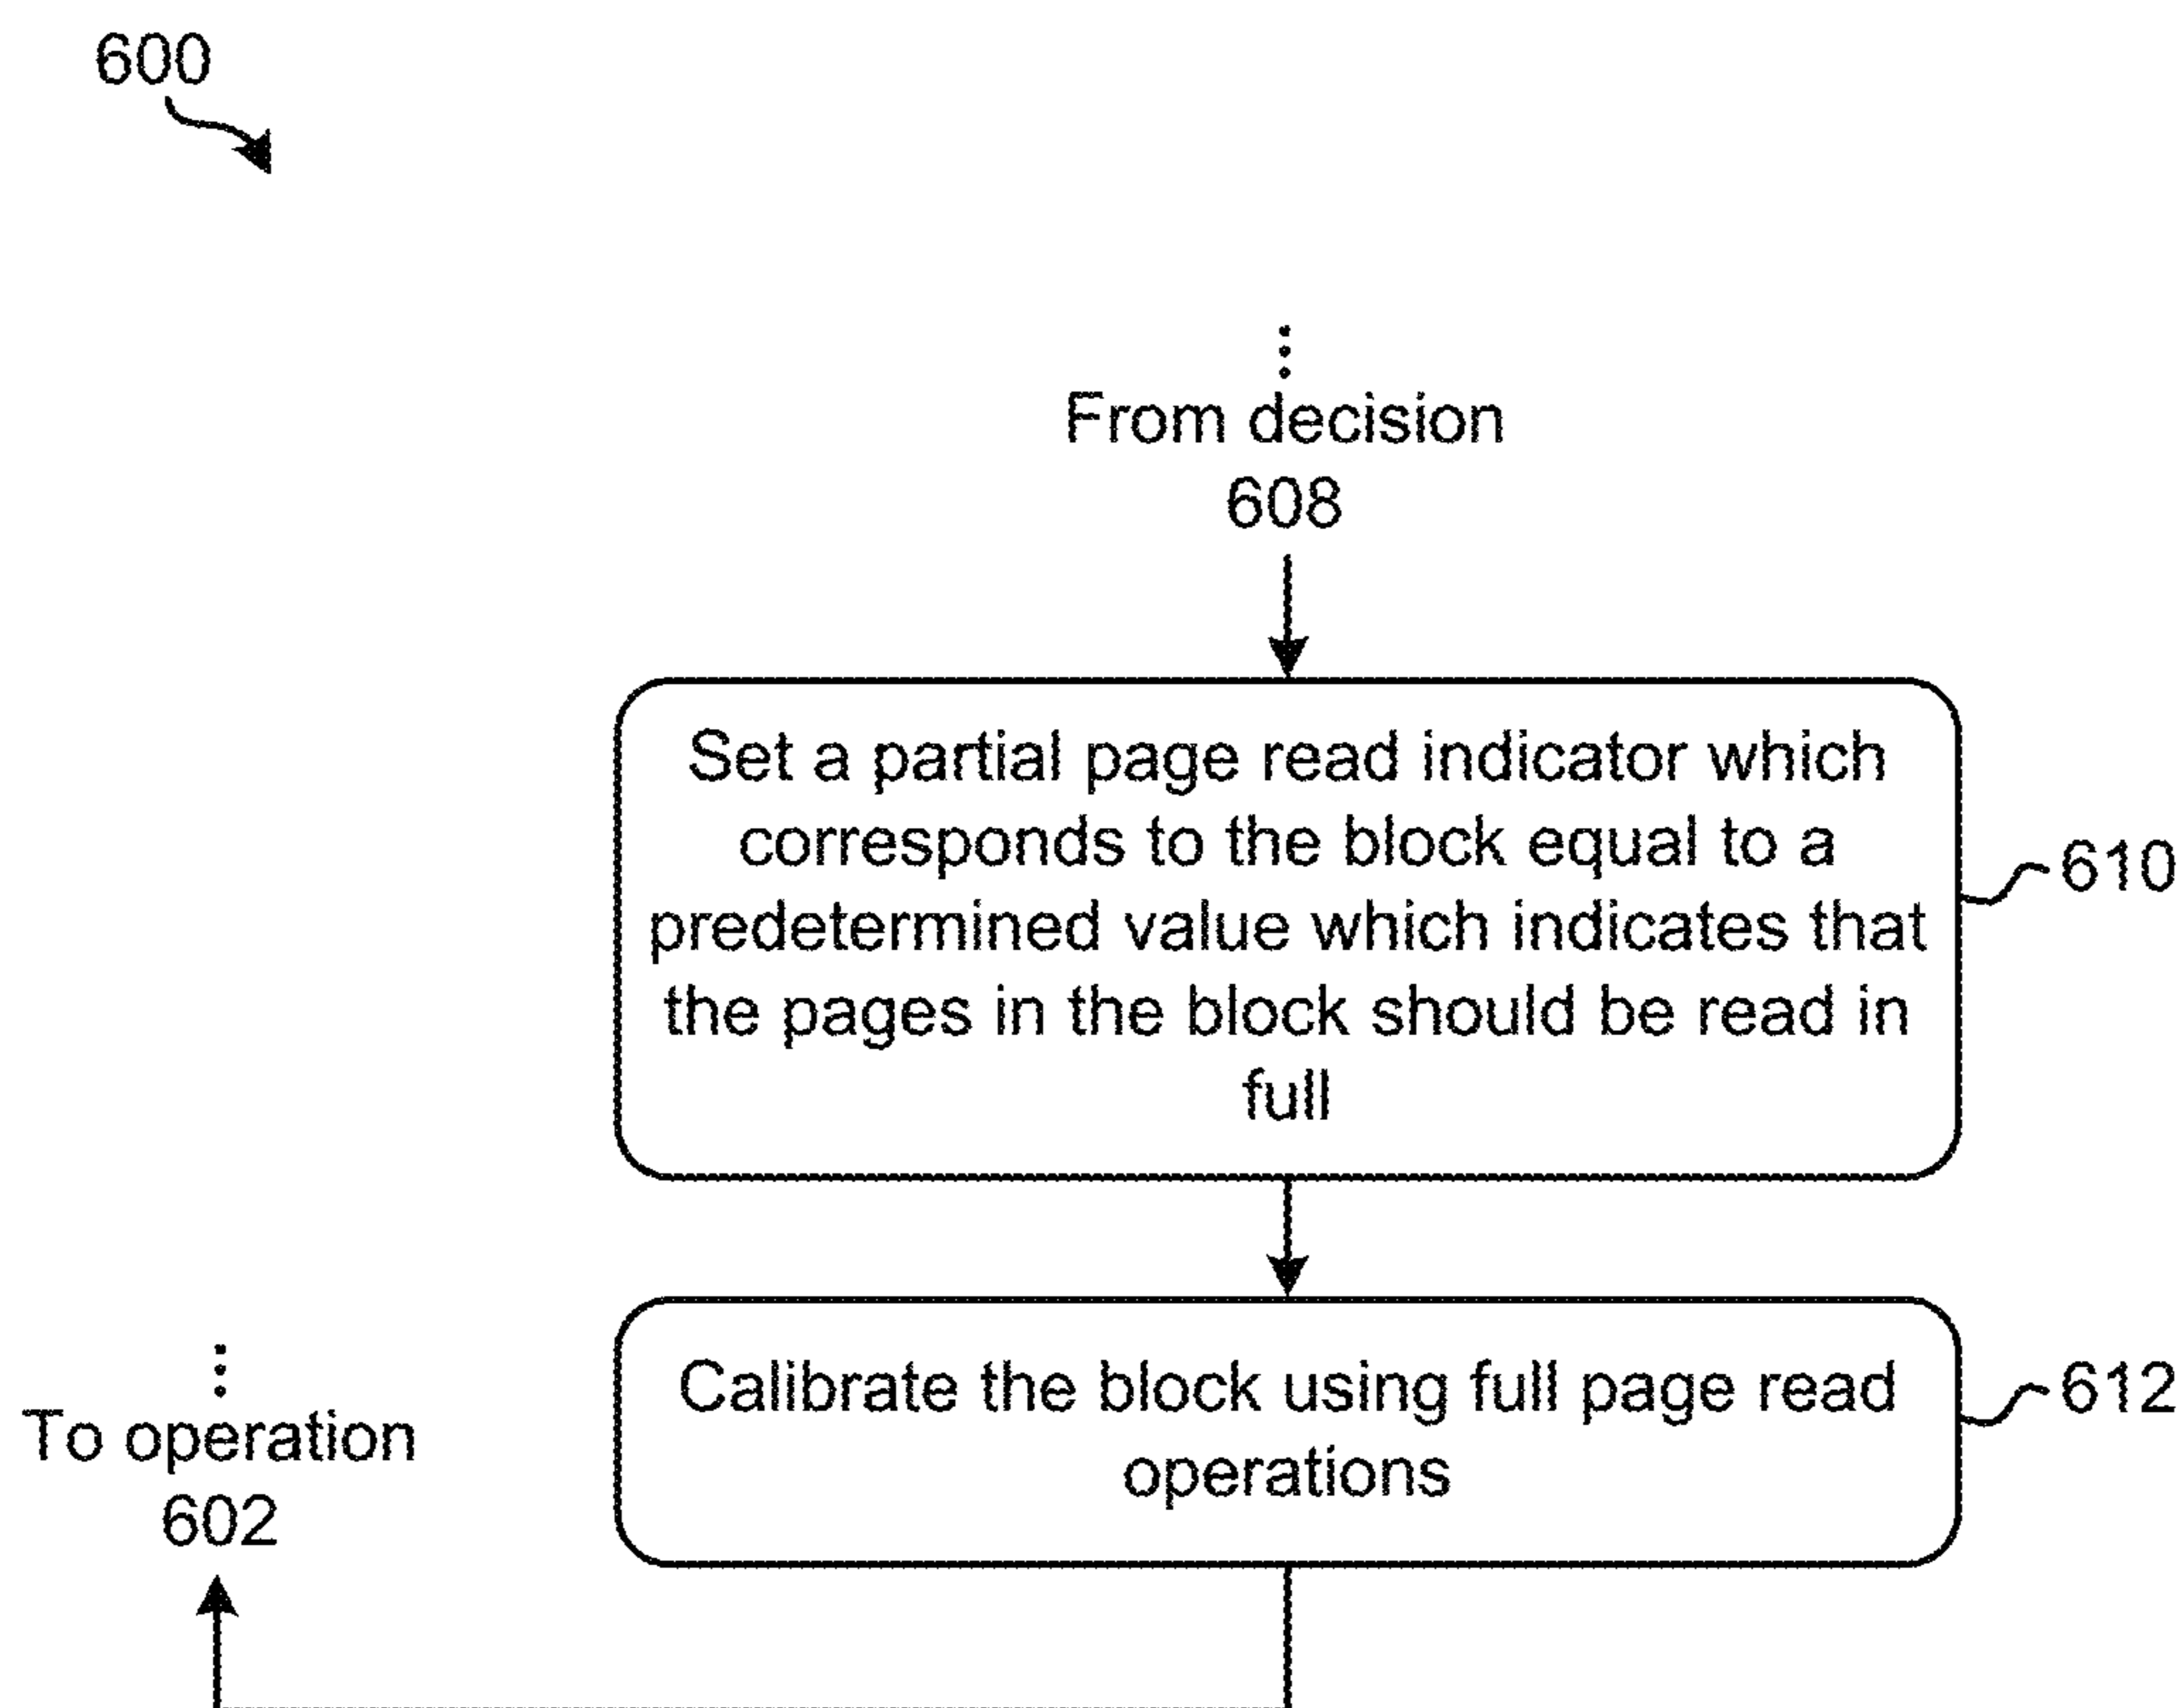 600
From decision
608
Set a partial page read indicator which
corresponds to the block equal to a
predetermined value which indicates that
the pages in the block should be read in
full
610
Calibrate the block using full page read
operations
612
To operation
602